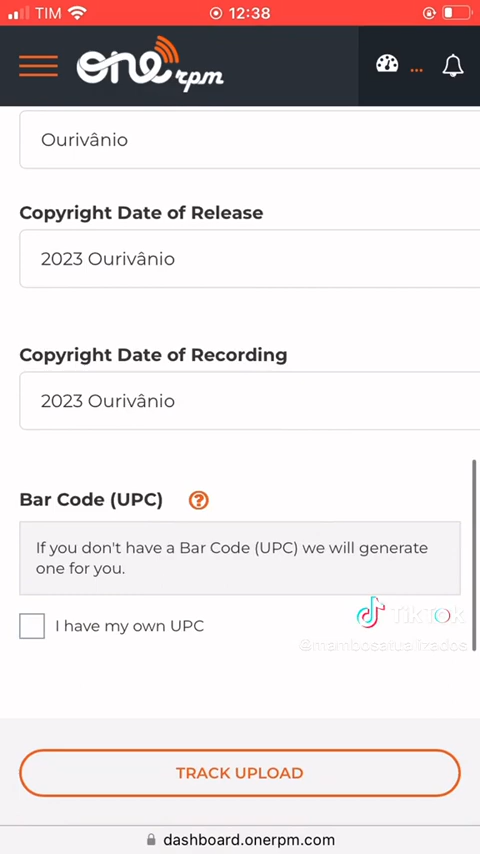 TIM 12:38
one rpm
...
Ourivânio
Copyright Date of Release
2023 Ourivânio
Copyright Date of Recording
2023 Ourivânio
Bar Code (UPC) ?
If you don't have a Bar Code (UPC) we will generate
one for you.
I have my own UPC
TikTok
@mambosatualizados
TRACK UPLOAD
dashboard.onerpm.com